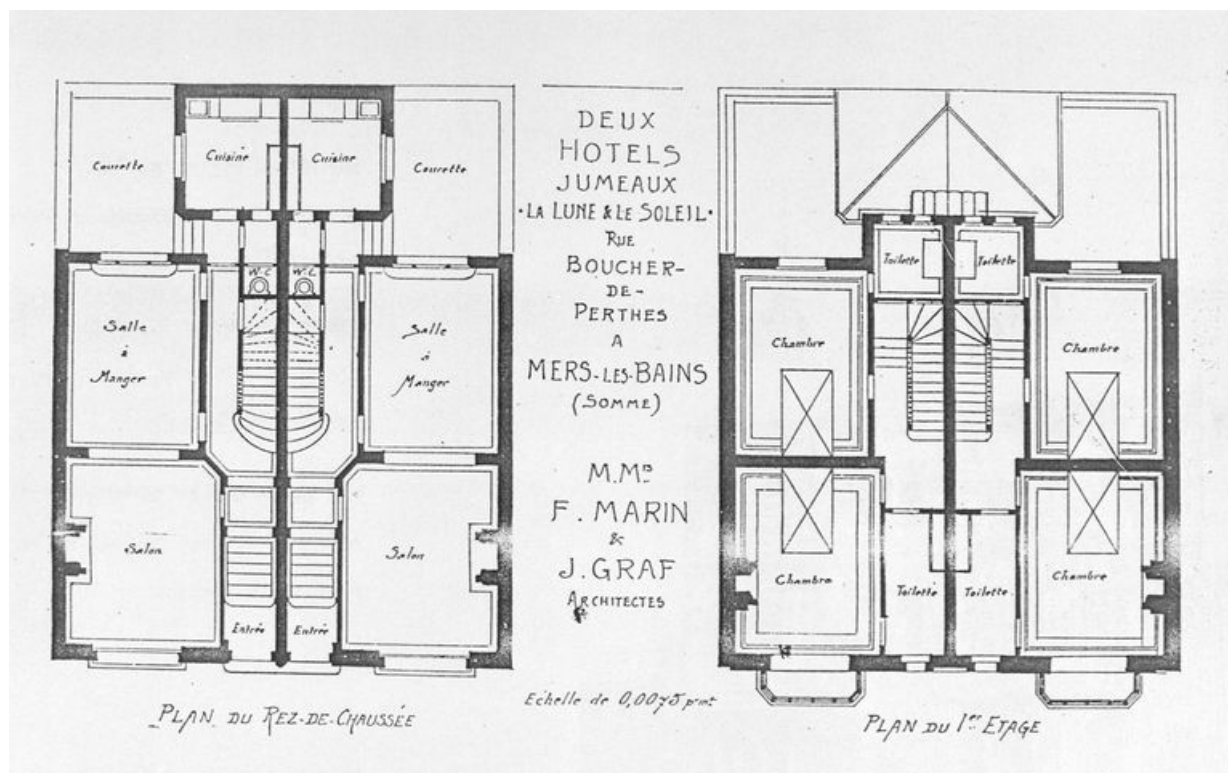 Courette
Cuisine
Cuisine
Courette
W.C
W.C
Salle
à
Manger
Salle
à
Manger
Salon
Salon
Entrée
Entrée
PLAN DU REZ-DE-CHAUSSÉE
DEUX
HOTELS
JUMEAUX
·LA LUNE & LE SOLEIL·
RUE
BOUCHER-
DE-
PERTHES
A
MERS-LES-BAINS
(SOMME)
M.Mrs
F. MARIN
&
J. GRAF
ARCHITECTES
Echelle de 0,0075 p mt
Toilette
Toilette
Chambre
Chambre
Chambre
Toilette
Toilette
Chambre
PLAN DU 1er ETAGE